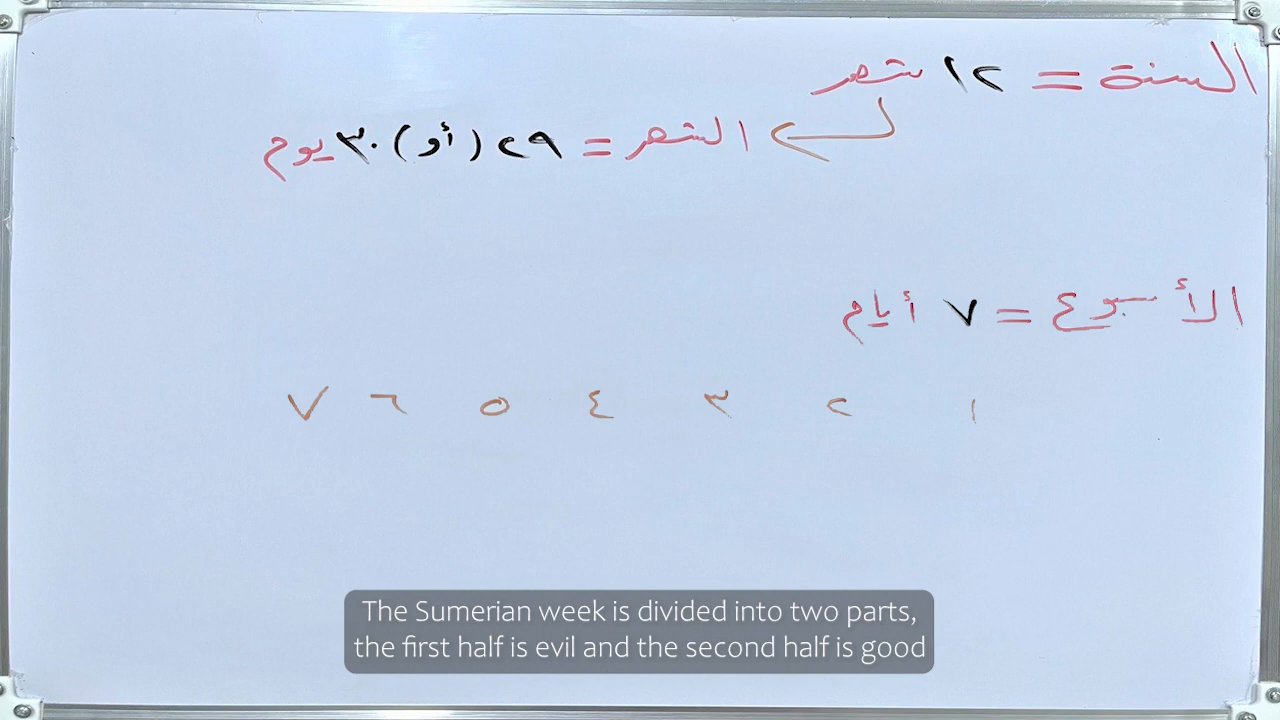 السنة = ١٢ شهر
الشهر = ٢٩ (أو) ٣٠ يوم
الأسبوع = ٧ أيام
١ ٢ ٣ ٤ ٥ ٦ ٧
The Sumerian week is divided into two parts,
the first half is evil and the second half is good